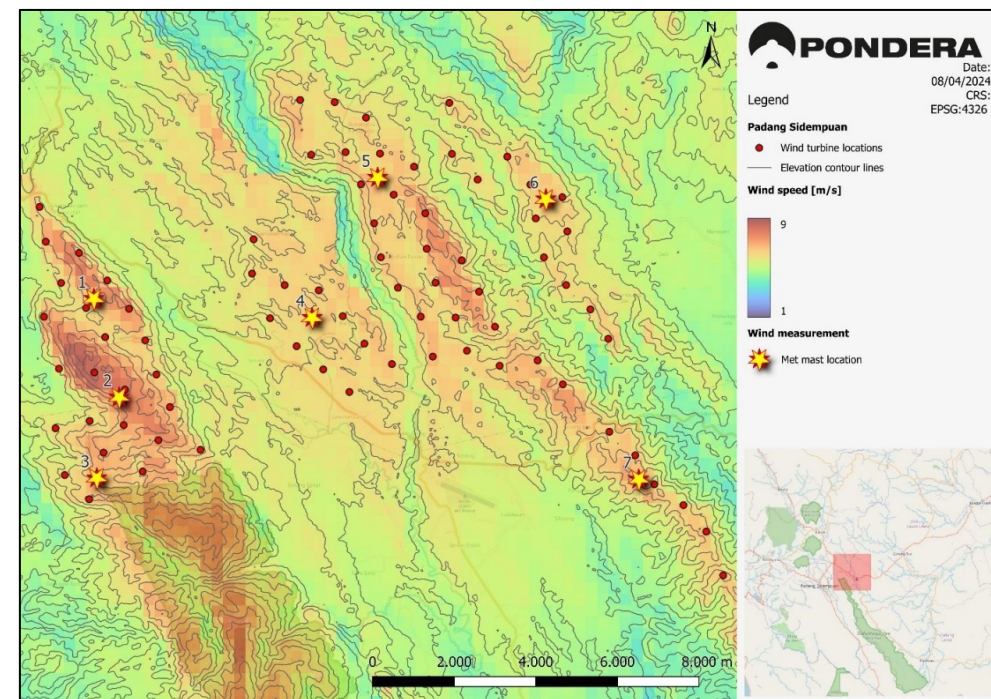 N
5
6
1
4
2
3
7
0 2.000 4.000 6.000 8.000 m
PONDERA
Date:
08/04/2024
CRS:
EPSG:4326
Legend
Padang Sidempuan
Wind turbine locations
Elevation contour lines
Wind speed [m/s]
9
1
Wind measurement
Met mast location
Padang Sidempuan